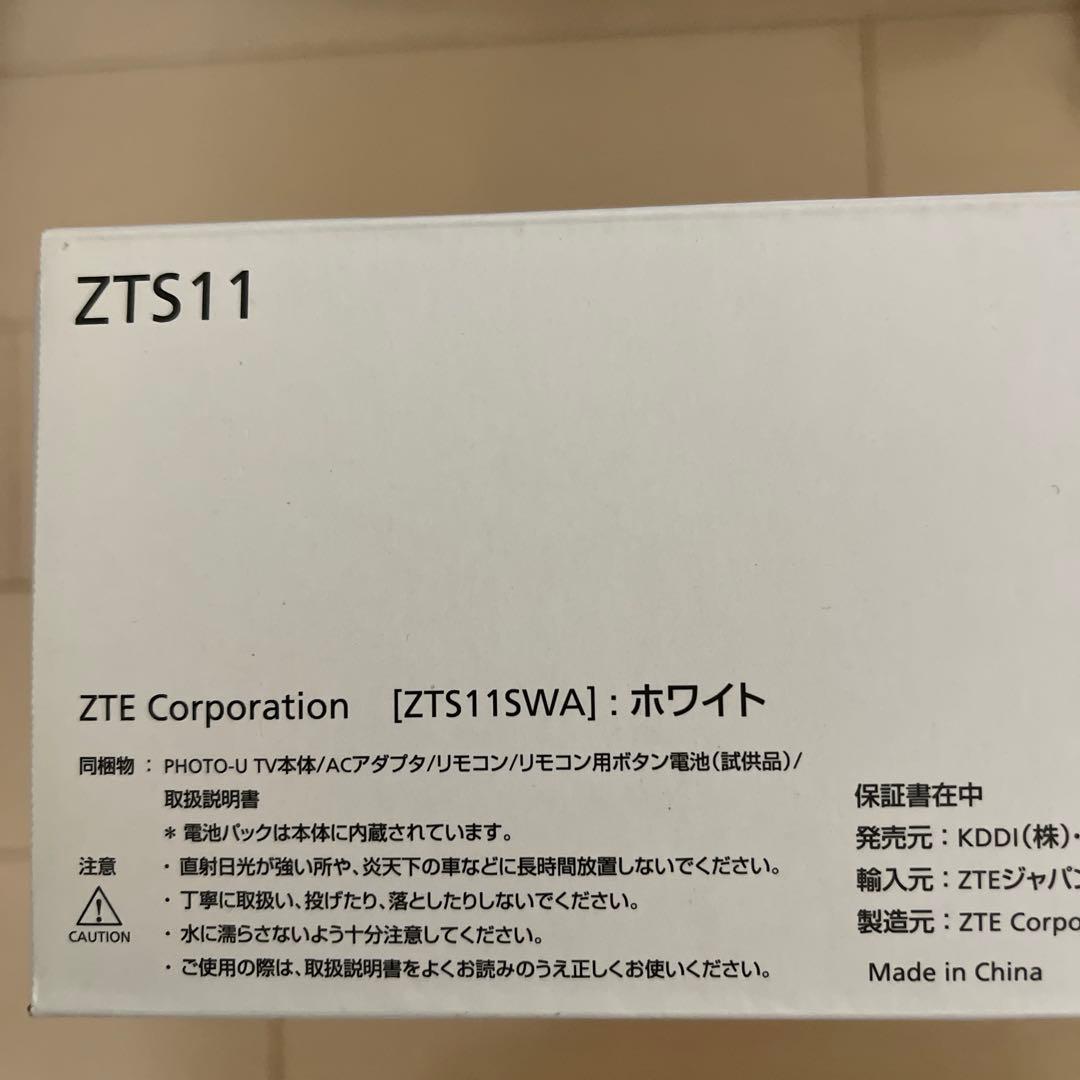 ZTS11
ZTE Corporation [ZTS11SWA]：ホワイト
同梱物 ： PHOTO-U TV本体/ACアダプタ/リモコン/リモコン用ボタン電池（試供品）/
取扱説明書
＊ 電池パックは本体に内蔵されています。
注意
CAUTION
・ 直射日光が強い所や、炎天下の車などに長時間放置しないでください。
・ 丁寧に取扱い、投げたり、落としたりしないでください。
・ 水に濡らさないよう十分注意してください。
・ ご使用の際は、取扱説明書をよくお読みのうえ正しくお使いください。
保証書在中
発売元：KDDI（株）・
輸入元：ZTEジャパン
製造元：ZTE Corpo
Made in China